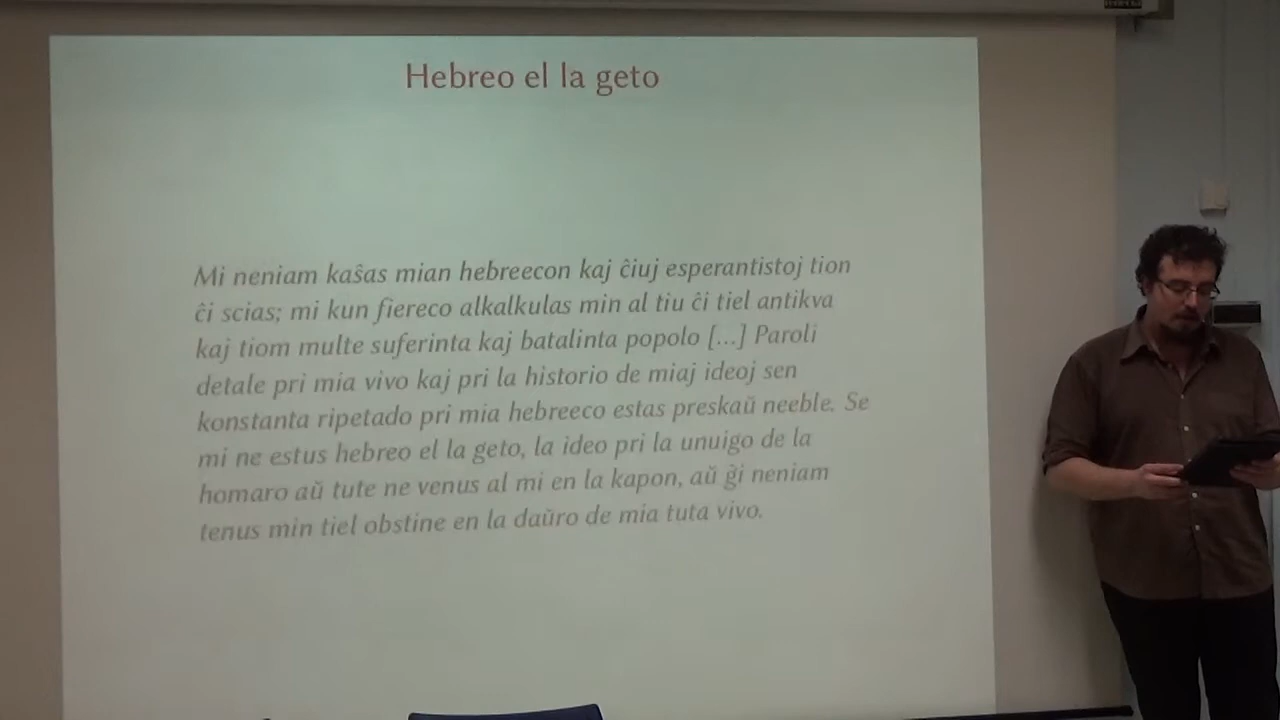 Hebreo el la geto
Mi neniam kaŝas mian hebreecon kaj ĉiuj esperantistoj tion
ĉi scias; mi kun fiereco alkalkulas min al tiu ĉi tiel antikva
kaj tiom multe suferinta kaj batalinta popolo [...] Paroli
detale pri mia vivo kaj pri la historio de miaj ideoj sen
konstanta ripetado pri mia hebreeco estas preskaŭ neeble. Se
mi ne estus hebreo el la geto, la ideo pri la unuigo de la
homaro aŭ tute ne venus al mi en la kapon, aŭ ĝi neniam
tenus min tiel obstine en la daŭro de mia tuta vivo.